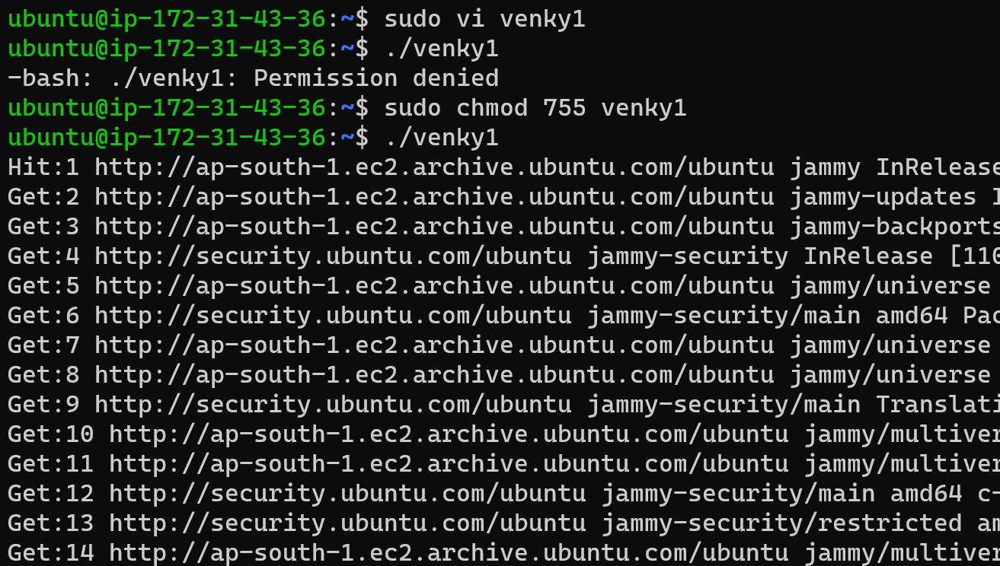 ubuntu@ip-172-31-43-36:~$ sudo vi venky1
ubuntu@ip-172-31-43-36:~$ ./venky1
-bash: ./venky1: Permission denied
ubuntu@ip-172-31-43-36:~$ sudo chmod 755 venky1
ubuntu@ip-172-31-43-36:~$ ./venky1
Hit:1 http://ap-south-1.ec2.archive.ubuntu.com/ubuntu jammy InRelease
Get:2 http://ap-south-1.ec2.archive.ubuntu.com/ubuntu jammy-updates
Get:3 http://ap-south-1.ec2.archive.ubuntu.com/ubuntu jammy-backports
Get:4 http://security.ubuntu.com/ubuntu jammy-security InRelease [110
Get:5 http://ap-south-1.ec2.archive.ubuntu.com/ubuntu jammy/universe
Get:6 http://security.ubuntu.com/ubuntu jammy-security/main amd64 Pac
Get:7 http://ap-south-1.ec2.archive.ubuntu.com/ubuntu jammy/universe
Get:8 http://ap-south-1.ec2.archive.ubuntu.com/ubuntu jammy/universe
Get:9 http://security.ubuntu.com/ubuntu jammy-security/main Translati
Get:10 http://ap-south-1.ec2.archive.ubuntu.com/ubuntu jammy/multiver
Get:11 http://ap-south-1.ec2.archive.ubuntu.com/ubuntu jammy/multiver
Get:12 http://security.ubuntu.com/ubuntu jammy-security/main amd64 c-
Get:13 http://security.ubuntu.com/ubuntu jammy-security/restricted am
Get:14 http://ap-south-1.ec2.archive.ubuntu.com/ubuntu jammy/multiver